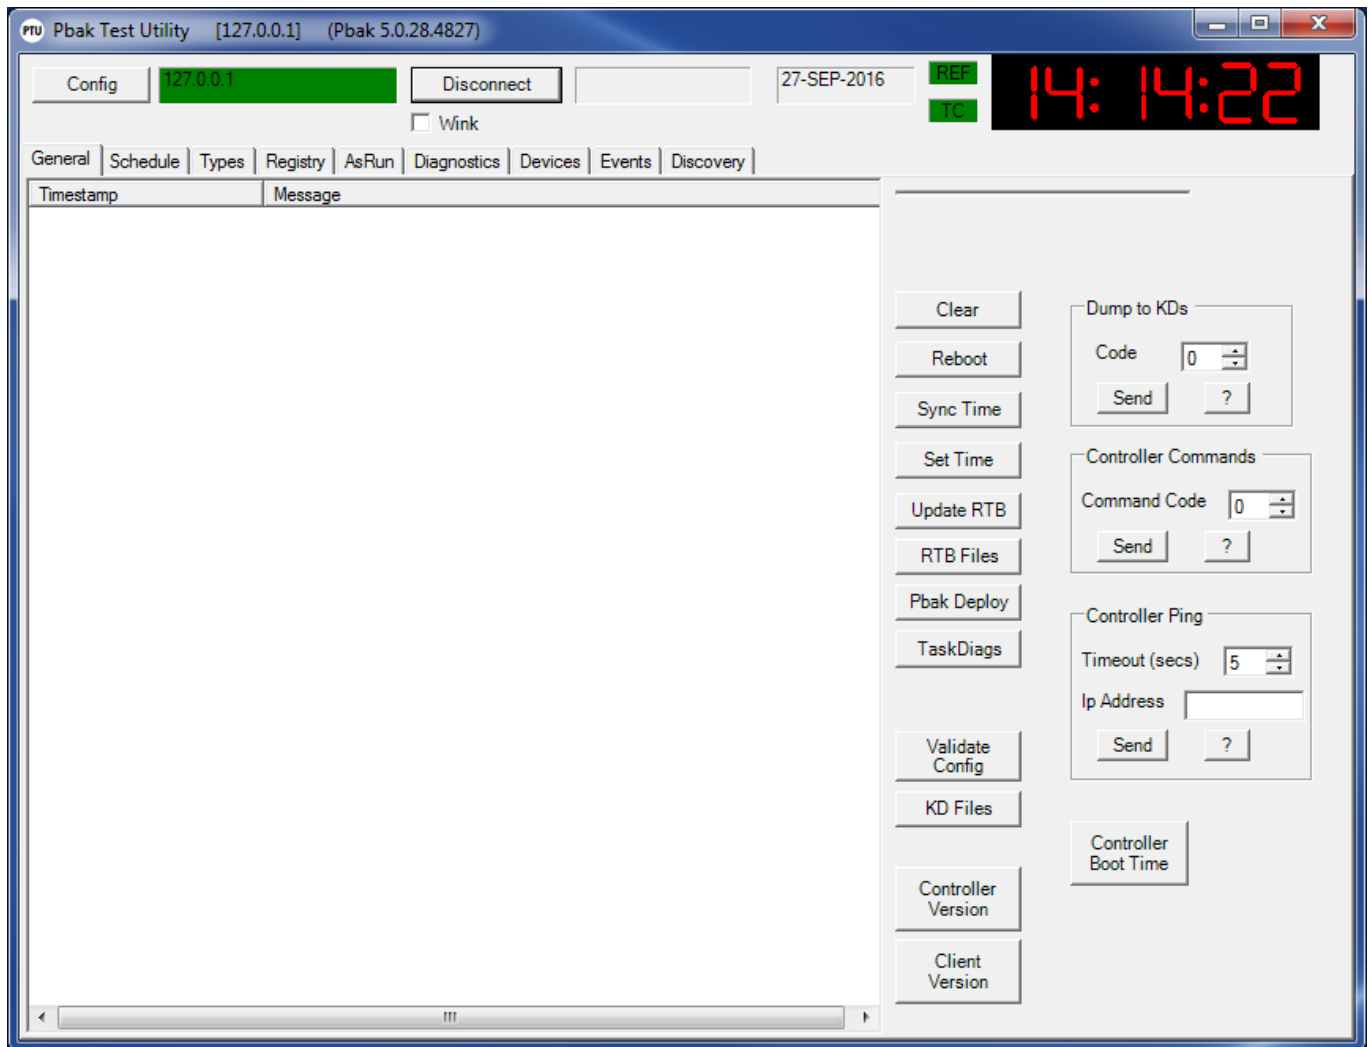 PTU Pbak Test Utility [127.0.0.1] (Pbak 5.0.28.4827)
Config 127.0.0.1 Disconnect 27-SEP-2016 REF 14:14:22
TC
Wink
General Schedule Types Registry AsRun Diagnostics Devices Events Discovery
Timestamp Message
Clear
Reboot
Sync Time
Set Time
Update RTB
RTB Files
Pbak Deploy
TaskDiags
Validate
Config
KD Files
Controller
Version
Client
Version
Dump to KDs
Code 0
Send ?
Controller Commands
Command Code 0
Send ?
Controller Ping
Timeout (secs) 5
Ip Address
Send ?
Controller
Boot Time